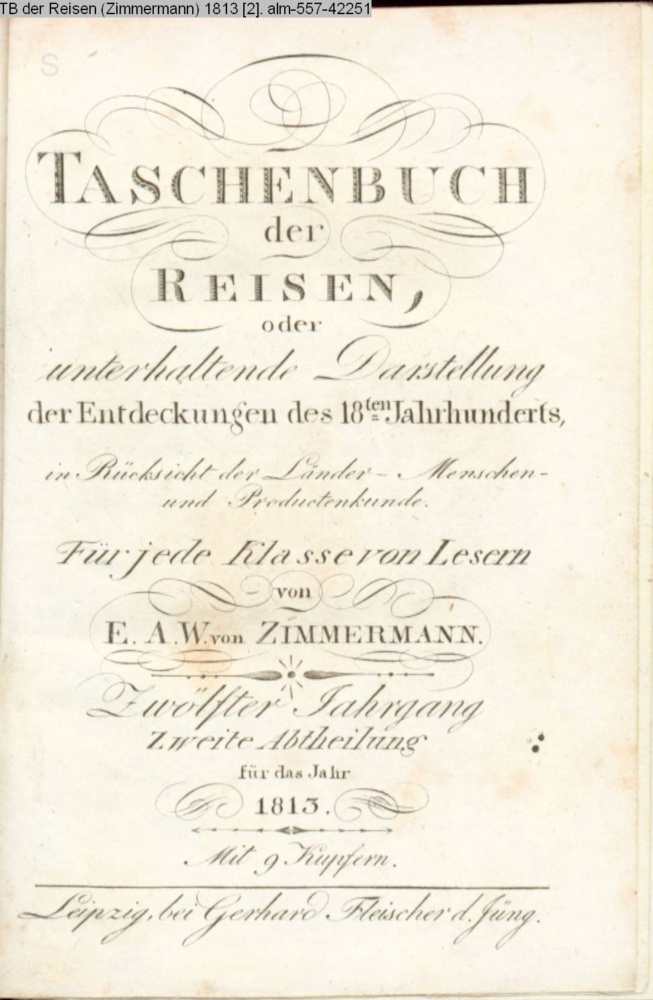 TB der Reisen (Zimmermann) 1813 [2]. alm-557-42251
S
TASCHENBUCH
der
REISEN,
oder
unterhaltende Darstellung
der Entdeckungen des 18ten Jahrhunderts,
in Rücksicht der Länder- Menschen-
und Productenkunde.
Für jede Klasse von Lesern
von
E. A. W. von ZIMMERMANN.
Zwölfter Jahrgang
Zweite Abtheilung
für das Jahr
1813.
Mit 9 Kupfern.
Leipzig, bei Gerhard Fleischer d. Jüng.